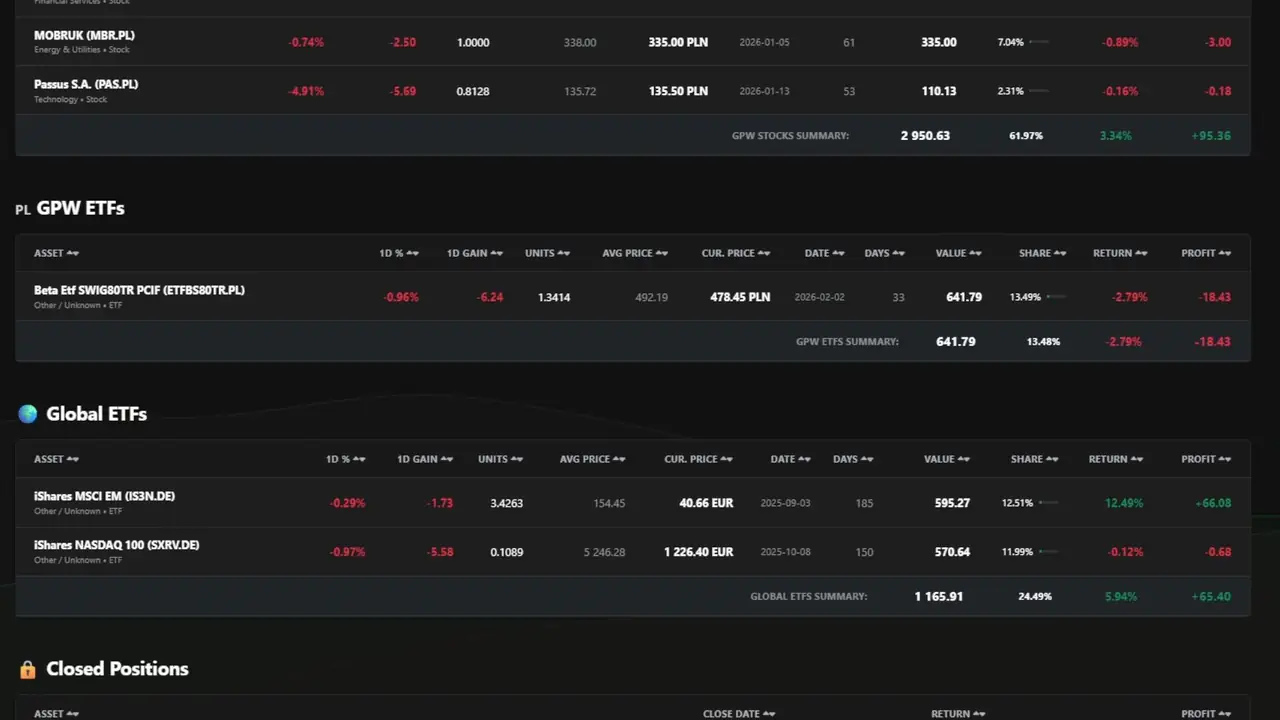 Financial Services • Stock
MOBRUK (MBR.PL) -0.74% -2.50 1.0000 338.00 335.00 PLN 2026-01-05 61 335.00 7.04% -0.89% -3.00
Energy & Utilities • Stock
Passus S.A. (PAS.PL) -4.91% -5.69 0.8128 135.72 135.50 PLN 2026-01-13 53 110.13 2.31% -0.16% -0.18
Technology • Stock
GPW STOCKS SUMMARY: 2 950.63 61.97% 3.34% +95.36
PL GPW ETFs
ASSET 1D % 1D GAIN UNITS AVG PRICE CUR. PRICE DATE DAYS VALUE SHARE RETURN PROFIT
Beta Etf SWIG80TR PCIF (ETFBS80TR.PL) -0.96% -6.24 1.3414 492.19 478.45 PLN 2026-02-02 33 641.79 13.49% -2.79% -18.43
Other / Unknown • ETF
GPW ETFS SUMMARY: 641.79 13.48% -2.79% -18.43
Global ETFs
ASSET 1D % 1D GAIN UNITS AVG PRICE CUR. PRICE DATE DAYS VALUE SHARE RETURN PROFIT
iShares MSCI EM (IS3N.DE) -0.29% -1.73 3.4263 154.45 40.66 EUR 2025-09-03 185 595.27 12.51% 12.49% +66.08
Other / Unknown • ETF
iShares NASDAQ 100 (SXRV.DE) -0.97% -5.58 0.1089 5 246.28 1 226.40 EUR 2025-10-08 150 570.64 11.99% -0.12% -0.68
Other / Unknown • ETF
GLOBAL ETFS SUMMARY: 1 165.91 24.49% 5.94% +65.40
Closed Positions
ASSET CLOSE DATE RETURN PROFIT